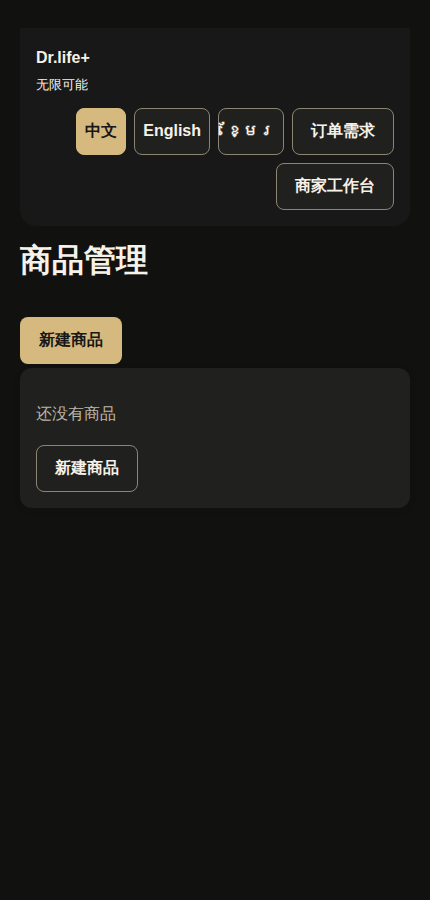 Dr.life+
无限可能
中文 English ខ្មែរ 订单需求
商家工作台
商品管理
新建商品
还没有商品
新建商品